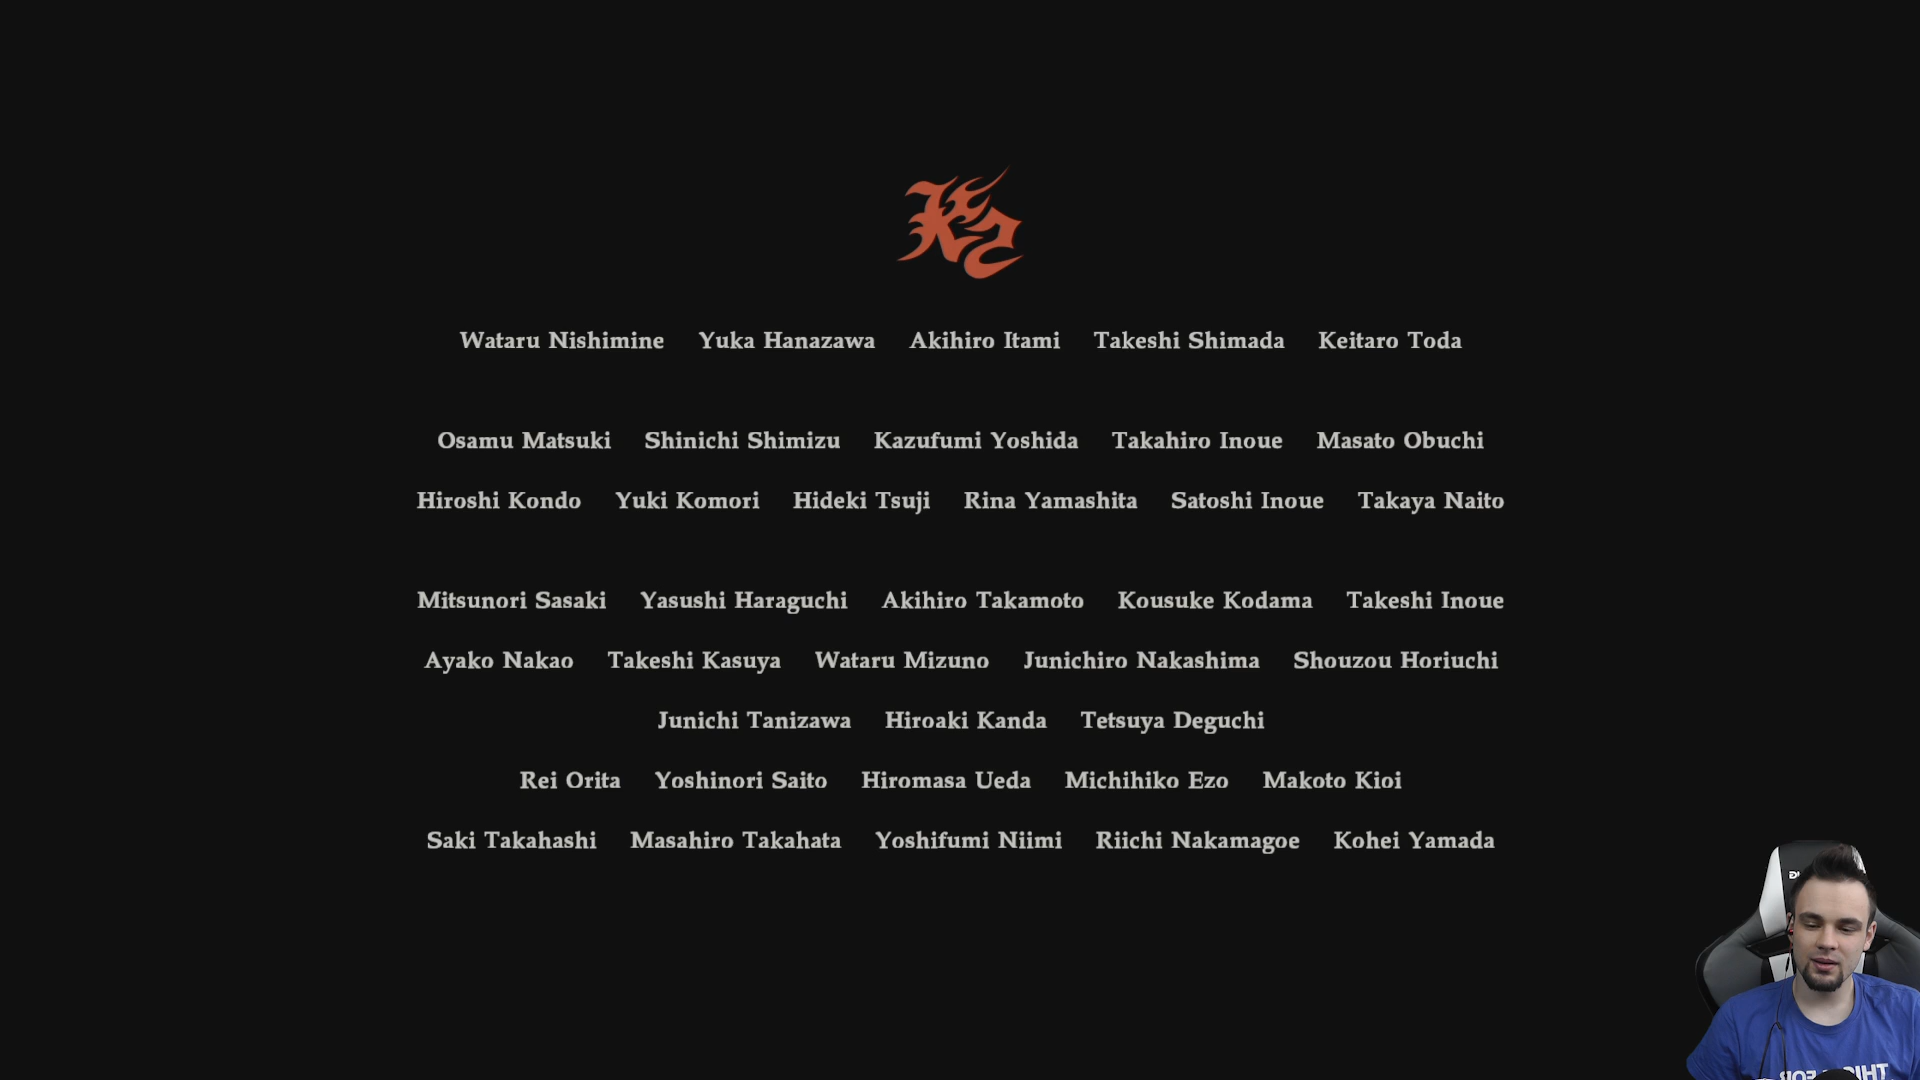 K2
Wataru Nishimine Yuka Hanazawa Akihiro Itami Takeshi Shimada Keitaro Toda
Osamu Matsuki Shinichi Shimizu Kazufumi Yoshida Takahiro Inoue Masato Obuchi
Hiroshi Kondo Yuki Komori Hideki Tsuji Rina Yamashita Satoshi Inoue Takaya Naito
Mitsunori Sasaki Yasushi Haraguchi Akihiro Takamoto Kousuke Kodama Takeshi Inoue
Ayako Nakao Takeshi Kasuya Wataru Mizuno Junichiro Nakashima Shouzou Horiuchi
Junichi Tanizawa Hiroaki Kanda Tetsuya Deguchi
Rei Orita Yoshinori Saito Hiromasa Ueda Michihiko Ezo Makoto Kioi
Saki Takahashi Masahiro Takahata Yoshifumi Niimi Riichi Nakamagoe Kohei Yamada